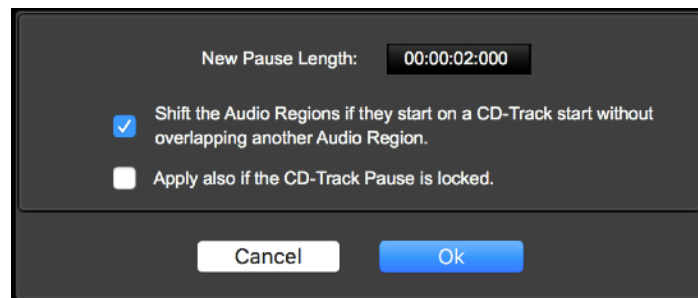 New Pause Length: 00:00:02:000
Shift the Audio Regions if they start on a CD-Track start without
overlapping another Audio Region.
Apply also if the CD-Track Pause is locked.
Cancel Ok